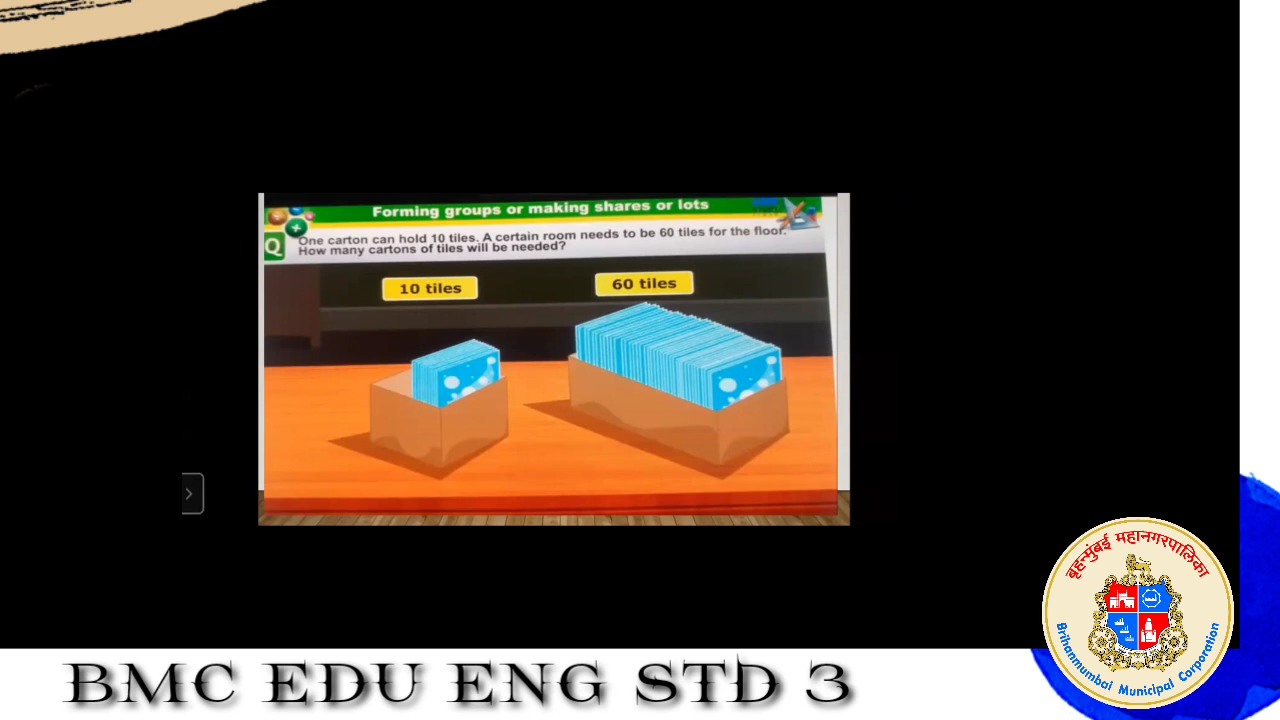 Forming groups or making shares or lots
Q
One carton can hold 10 tiles. A certain room needs to be 60 tiles for the floor.
How many cartons of tiles will be needed?
10 tiles
60 tiles
बृहन्मुंबई महानगरपालिका
Brihanmumbai Municipal Corporation
BMC EDU ENG STD 3